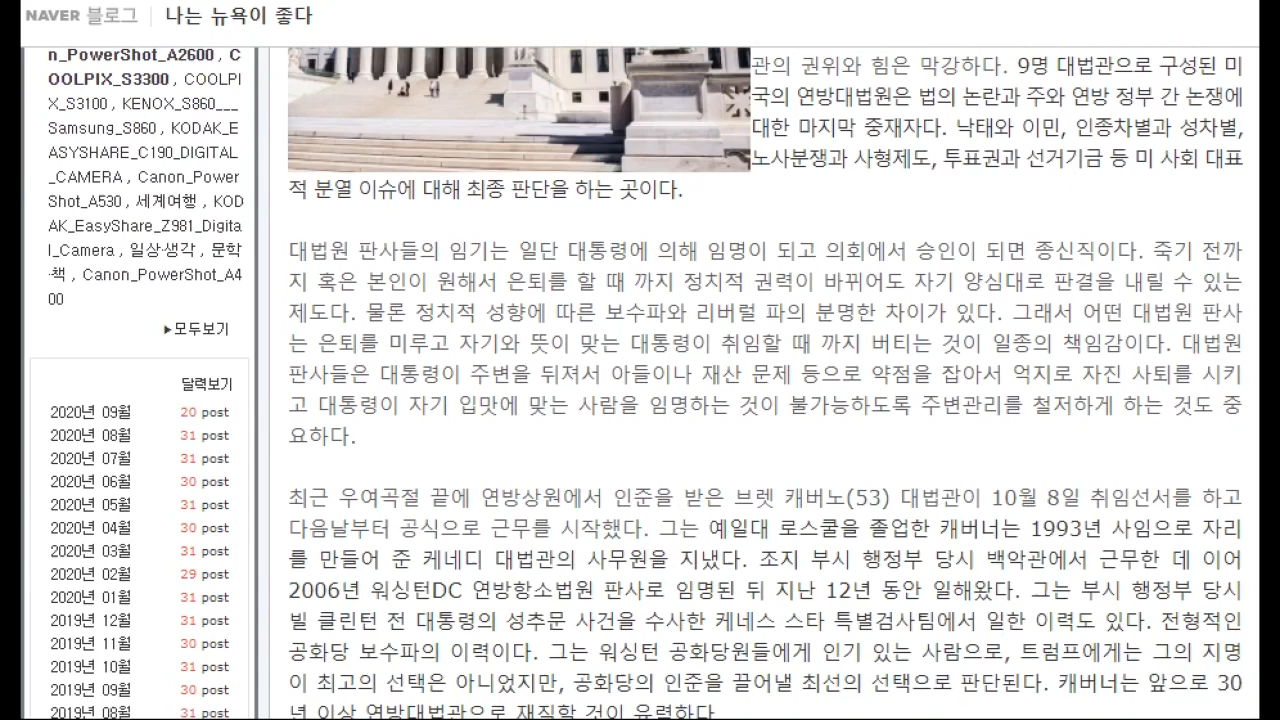 NAVER 블로그 나는 뉴욕이 좋다
n_PowerShot_A2600 , C
OOLPIX_S3300 , COOLPI
X_S3100 , KENOX_S860___
Samsung_S860 , KODAK_E
ASYSHARE_C190_DIGITAL
_CAMERA , Canon_Power
Shot_A530 , 세계여행 , KOD
AK_EasyShare_Z981_Digita
l_Camera , 일상·생각 , 문학
·책 , Canon_PowerShot_A4
00
▶모두보기
달력보기
2020년 09월 20 post
2020년 08월 31 post
2020년 07월 31 post
2020년 06월 30 post
2020년 05월 31 post
2020년 04월 30 post
2020년 03월 31 post
2020년 02월 29 post
2020년 01월 31 post
2019년 12월 31 post
2019년 11월 30 post
2019년 10월 31 post
2019년 09월 30 post
2019년 08월 31 post
관의 권위와 힘은 막강하다. 9명 대법관으로 구성된 미
국의 연방대법원은 법의 논란과 주와 연방 정부 간 논쟁에
대한 마지막 중재자다. 낙태와 이민, 인종차별과 성차별,
노사분쟁과 사형제도, 투표권과 선거기금 등 미 사회 대표
적 분열 이슈에 대해 최종 판단을 하는 곳이다.
대법원 판사들의 임기는 일단 대통령에 의해 임명이 되고 의회에서 승인이 되면 종신직이다. 죽기 전까
지 혹은 본인이 원해서 은퇴를 할 때 까지 정치적 권력이 바뀌어도 자기 양심대로 판결을 내릴 수 있는
제도다. 물론 정치적 성향에 따른 보수파와 리버럴 파의 분명한 차이가 있다. 그래서 어떤 대법원 판사
는 은퇴를 미루고 자기와 뜻이 맞는 대통령이 취임할 때 까지 버티는 것이 일종의 책임감이다. 대법원
판사들은 대통령이 주변을 뒤져서 아들이나 재산 문제 등으로 약점을 잡아서 억지로 자진 사퇴를 시키
고 대통령이 자기 입맛에 맞는 사람을 임명하는 것이 불가능하도록 주변관리를 철저하게 하는 것도 중
요하다.
최근 우여곡절 끝에 연방상원에서 인준을 받은 브렛 캐버노(53) 대법관이 10월 8일 취임선서를 하고
다음날부터 공식으로 근무를 시작했다. 그는 예일대 로스쿨을 졸업한 캐버너는 1993년 사임으로 자리
를 만들어 준 케네디 대법관의 사무원을 지냈다. 조지 부시 행정부 당시 백악관에서 근무한 데 이어
2006년 워싱턴DC 연방항소법원 판사로 임명된 뒤 지난 12년 동안 일해왔다. 그는 부시 행정부 당시
빌 클린턴 전 대통령의 성추문 사건을 수사한 케네스 스타 특별검사팀에서 일한 이력도 있다. 전형적인
공화당 보수파의 이력이다. 그는 워싱턴 공화당원들에게 인기 있는 사람으로, 트럼프에게는 그의 지명
이 최고의 선택은 아니었지만, 공화당의 인준을 끌어낼 최선의 선택으로 판단된다. 캐버너는 앞으로 30
년 이상 연방대법관으로 재직할 것이 유력하다